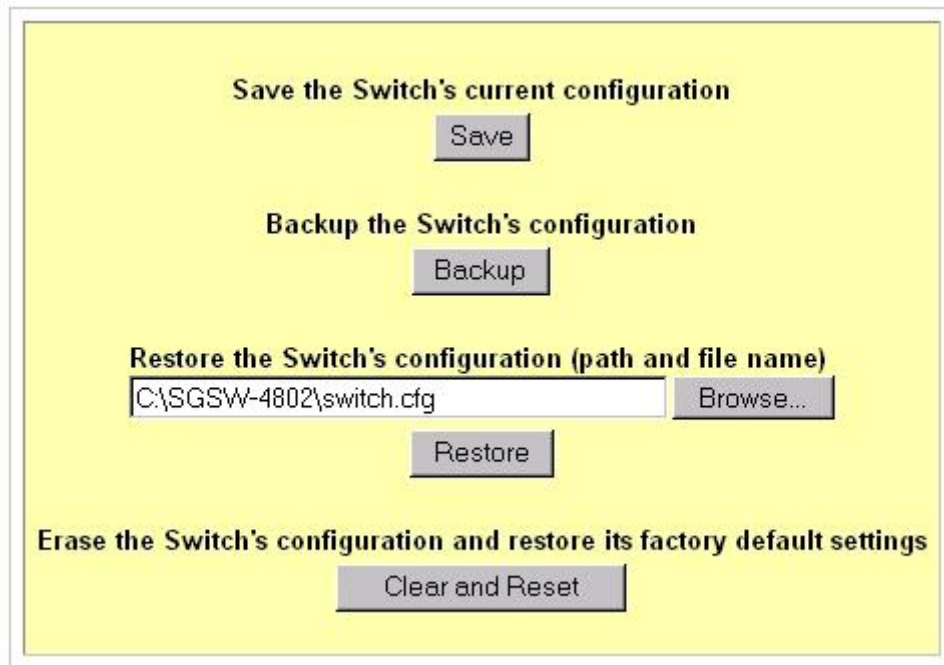 Save the Switch's current configuration
Save
Backup the Switch's configuration
Backup
Restore the Switch's configuration (path and file name)
C:\SGSW-4802\switch.cfg Browse...
Restore
Erase the Switch's configuration and restore its factory default settings
Clear and Reset